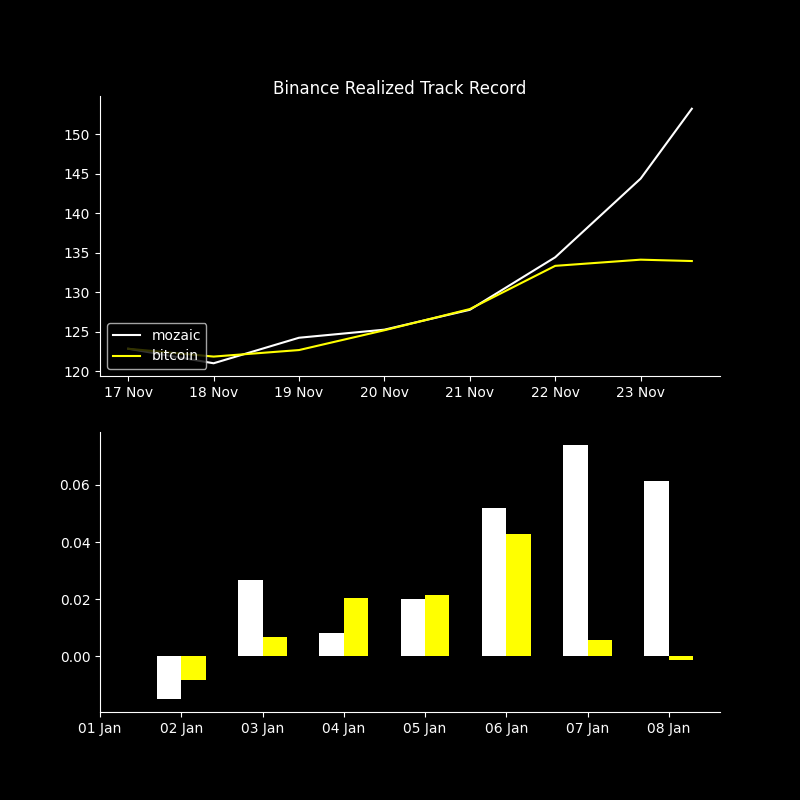 Binance Realized Track Record
150
145
140
135
130
125
120
mozaic
bitcoin
17 Nov 18 Nov 19 Nov 20 Nov 21 Nov 22 Nov 23 Nov
0.06
0.04
0.02
0.00
01 Jan 02 Jan 03 Jan 04 Jan 05 Jan 06 Jan 07 Jan 08 Jan